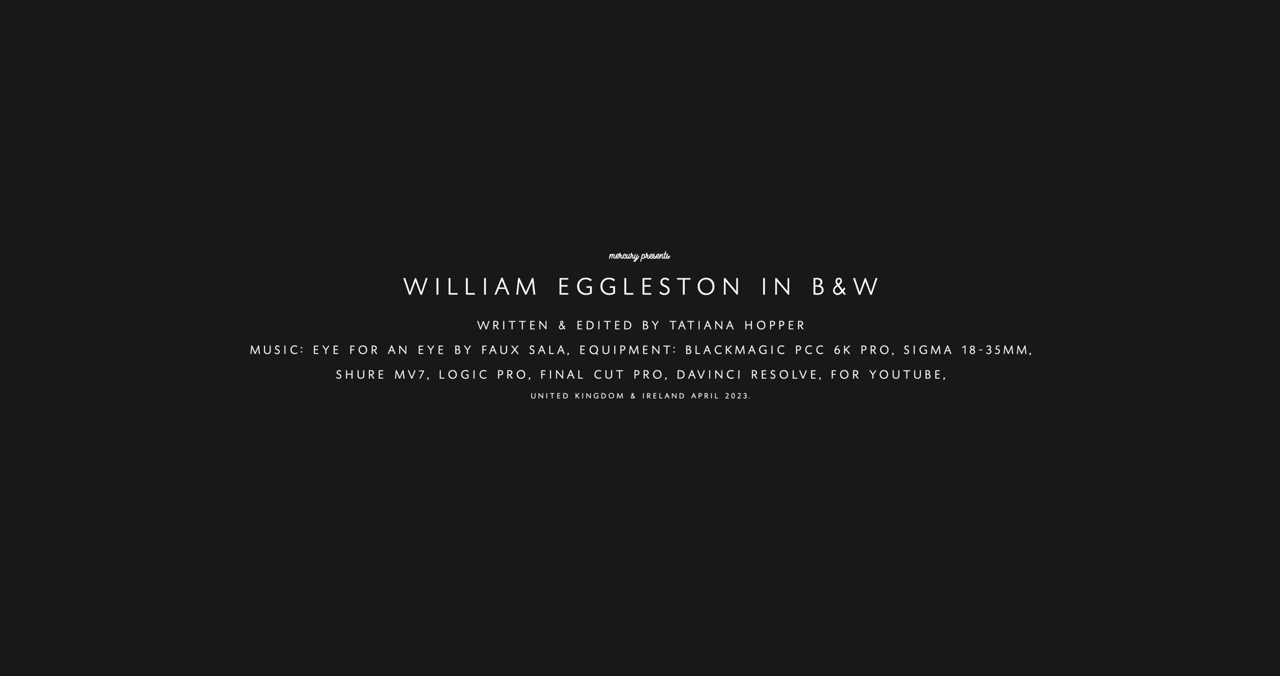 mercury presents
WILLIAM EGGLESTON IN B&W
WRITTEN & EDITED BY TATIANA HOPPER
MUSIC: EYE FOR AN EYE BY FAUX SALA, EQUIPMENT: BLACKMAGIC PCC 6K PRO, SIGMA 18-35MM,
SHURE MV7, LOGIC PRO, FINAL CUT PRO, DAVINCI RESOLVE, FOR YOUTUBE,
UNITED KINGDOM & IRELAND APRIL 2023.